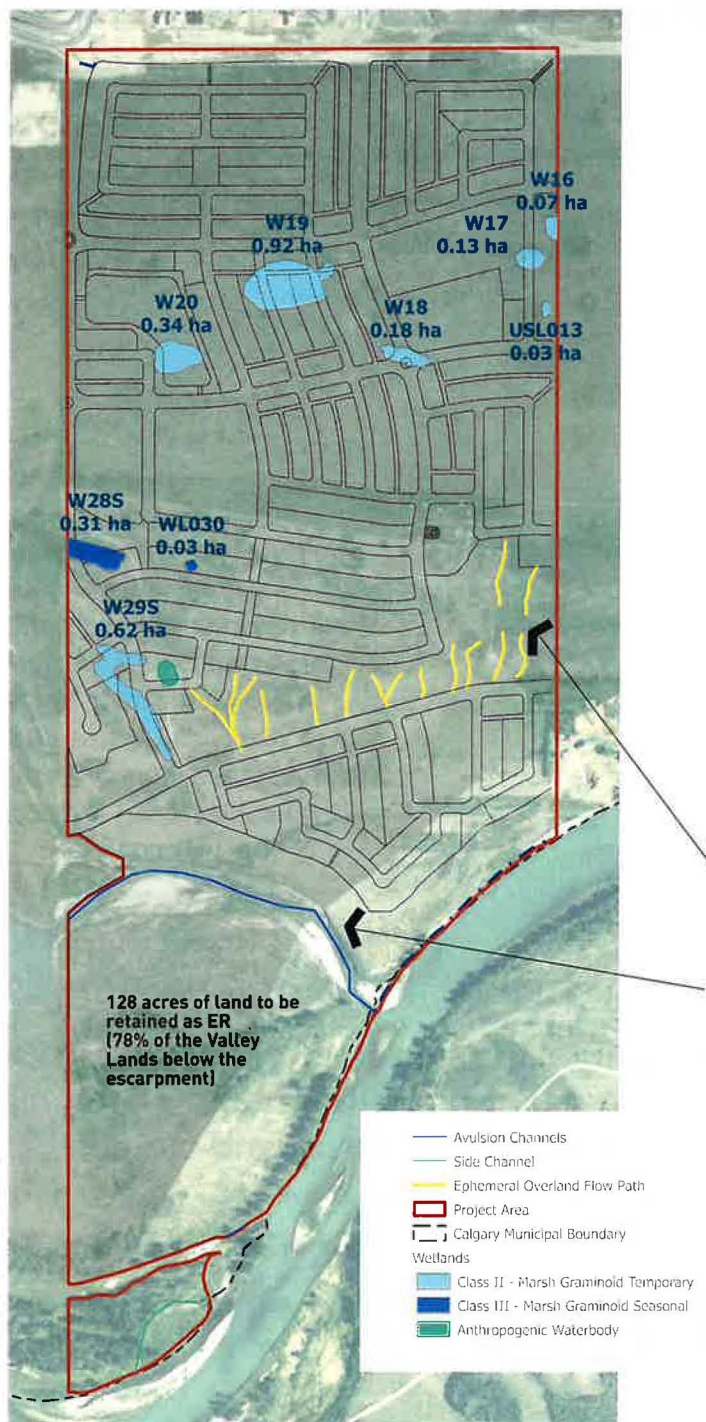 W16
0.07 ha
W17
0.13 ha
W19
0.92 ha
W20
0.34 ha
W18
0.18 ha
USL013
0.03 ha
W28S
0.31 ha
WL030
0.03 ha
W29S
0.62 ha
128 acres of land to be
retained as ER
(78% of the Valley
Lands below the
escarpment)
Avulsion Channels
Side Channel
Ephemeral Overland Flow Path
Project Area
Calgary Municipal Boundary
Wetlands
Class II - Marsh Graminoid Temporary
Class III - Marsh Graminoid Seasonal
Anthropogenic Waterbody